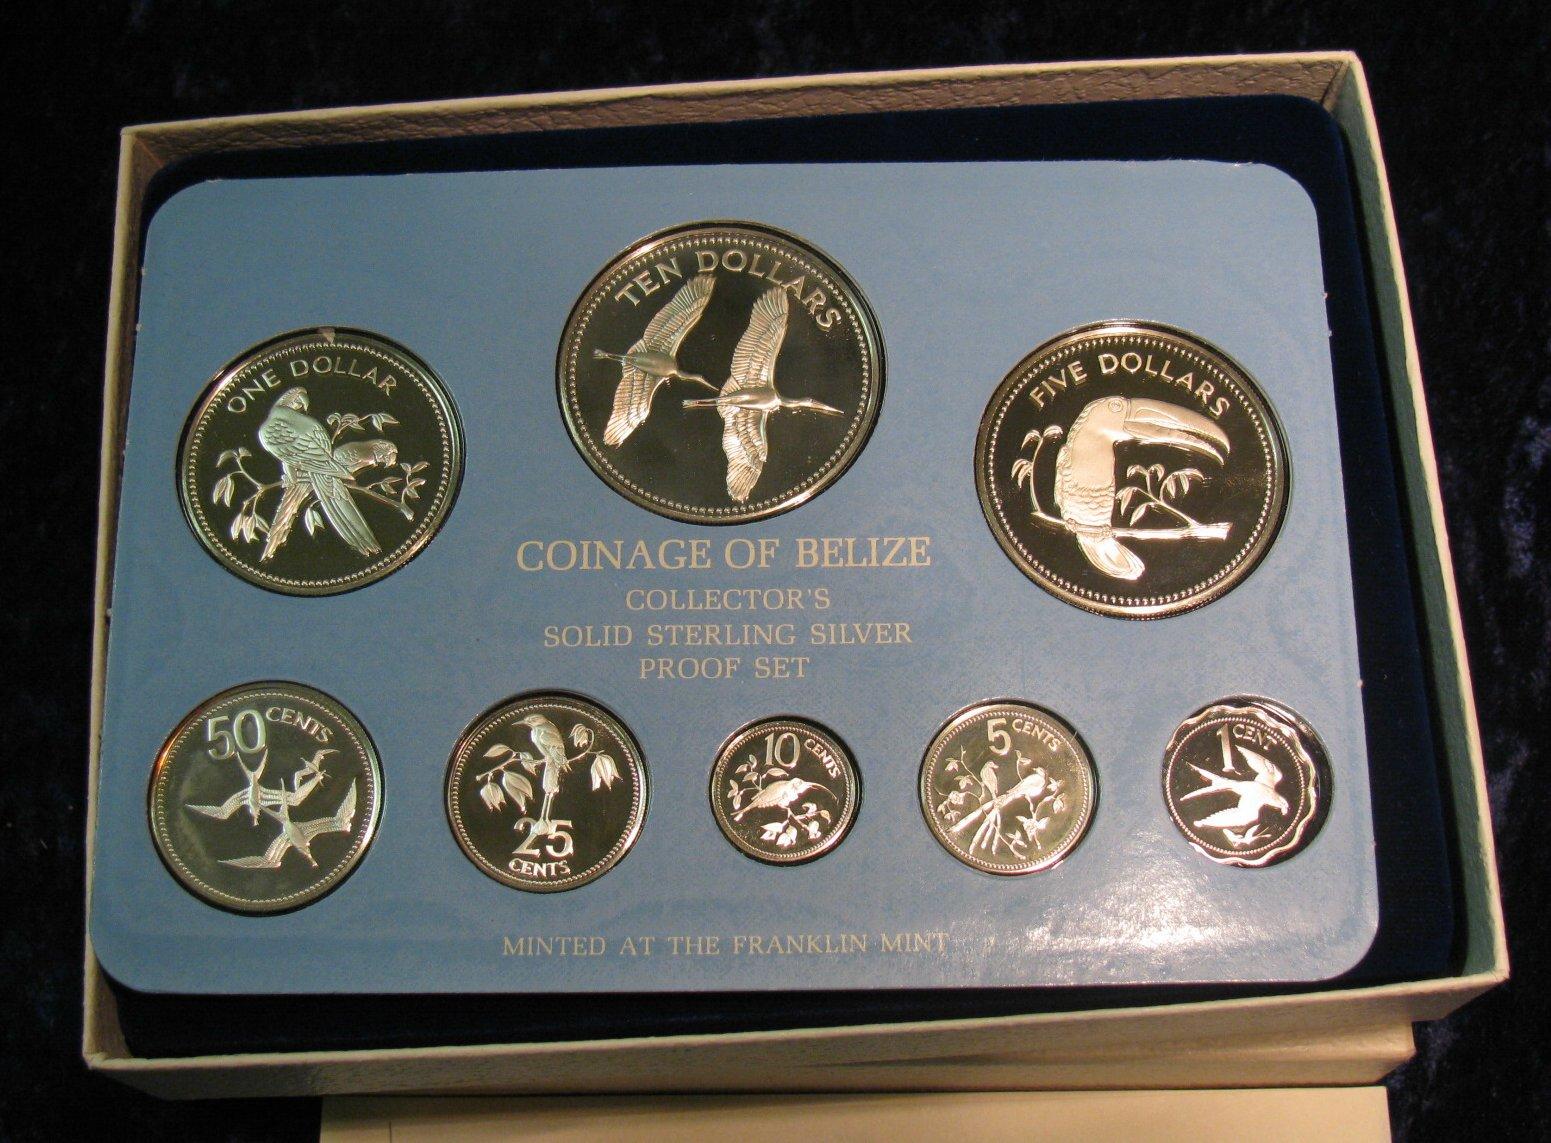 TEN DOLLARS
ONE DOLLAR
FIVE DOLLARS
COINAGE OF BELIZE
COLLECTOR'S
SOLID STERLING SILVER
PROOF SET
50 CENTS
25
CENTS
10 CENTS
5 CENTS
1 CENT
MINTED AT THE FRANKLIN MINT